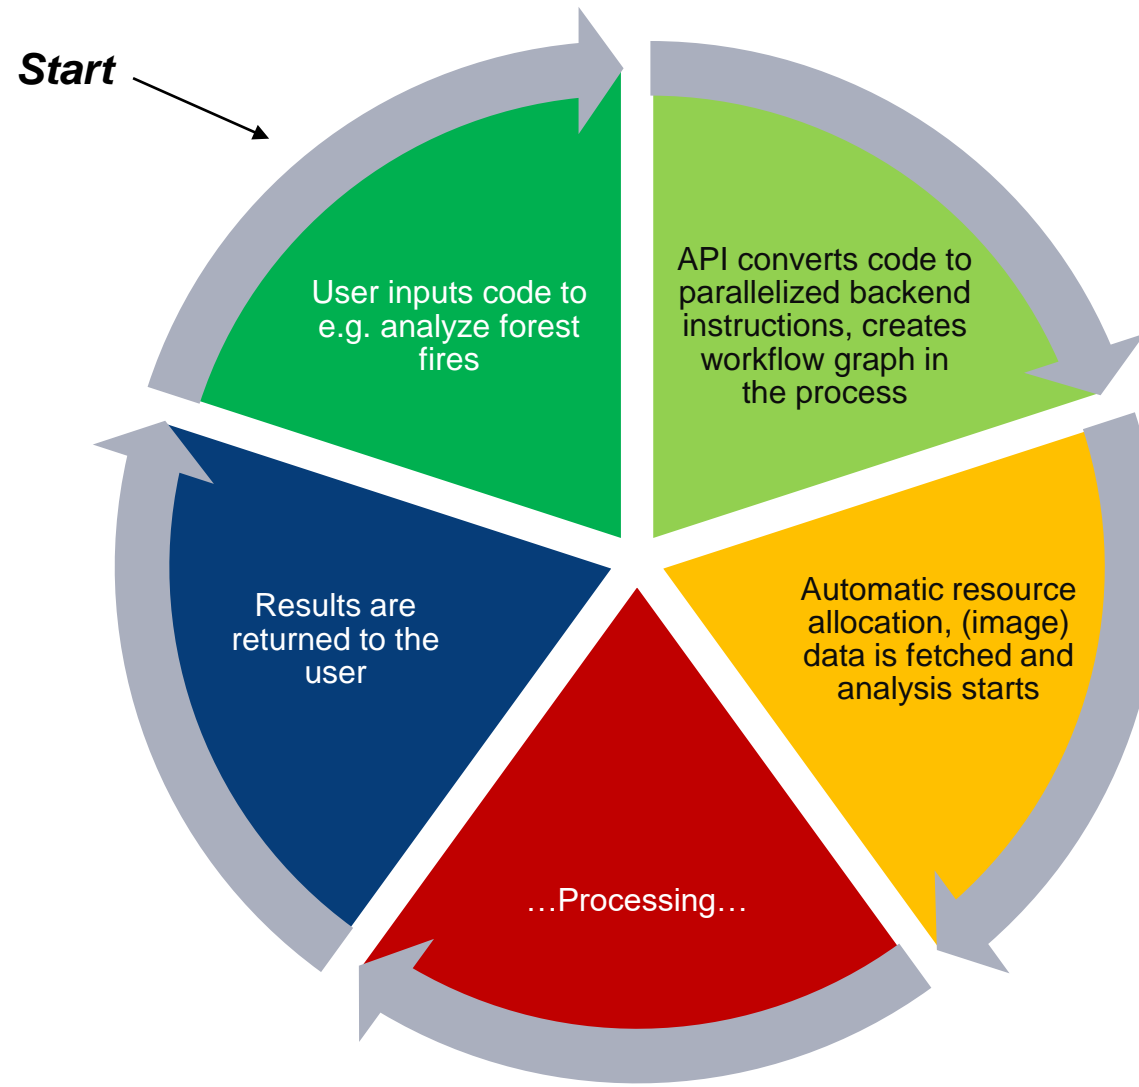 Start
User inputs code to
e.g. analyze forest
fires
API converts code to
parallelized backend
instructions, creates
workflow graph in
the process
Automatic resource
allocation, (image)
data is fetched and
analysis starts
…Processing…
Results are
returned to the
user